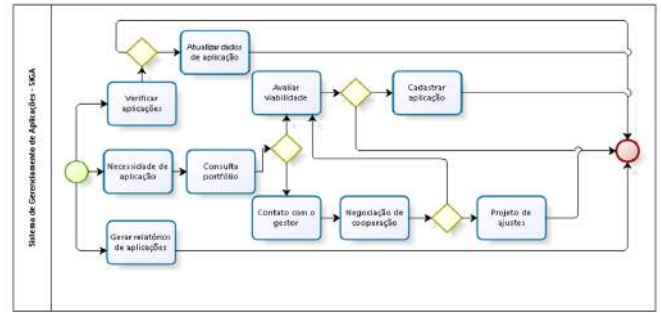 Sistema de Gerenciamento de Aplicações - SIGA
Atualizar dados
de aplicação
Verificar
aplicações
Avaliar
viabilidade
Cadastrar
aplicação
Necessidade de
aplicação
Consulta
portfólio
Contato com o
gestor
Negociação de
cooperação
Projeto de
ajustes
Gerar relatórios
de aplicações